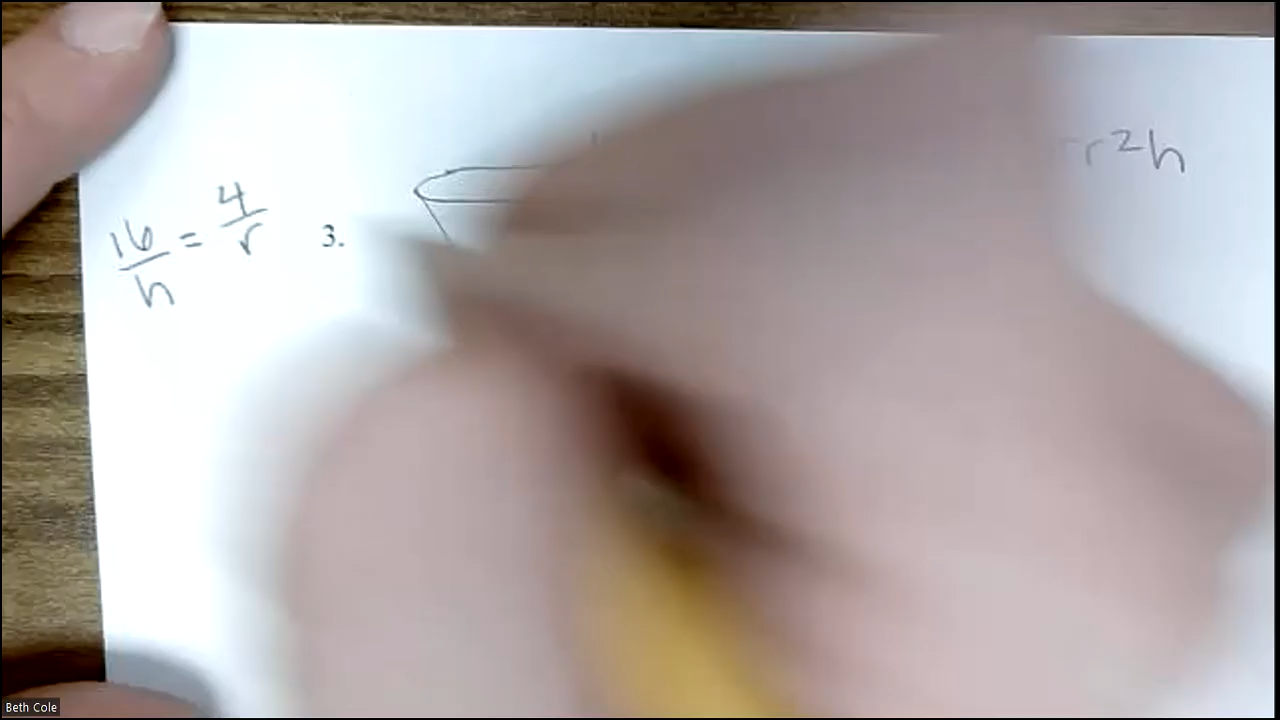 16/h = 4/r
3.
r²h
Beth Cole